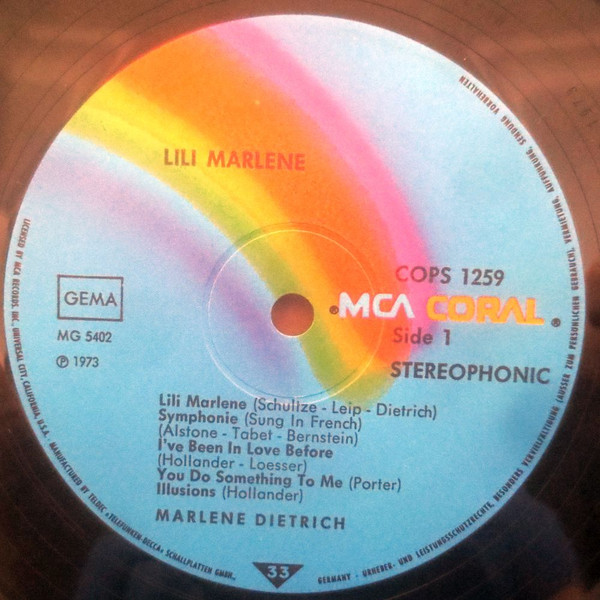 LILI MARLENE
COPS 1259
GEMA
MCA CORAL
MG 5402
Side 1
℗ 1973
STEREOPHONIC
Lili Marlene (Schultze - Leip - Dietrich)
Symphonie (Sung In French)
(Alstone - Tabet - Bernstein)
I've Been In Love Before
(Hollander - Loesser)
You Do Something To Me (Porter)
Illusions (Hollander)
MARLENE DIETRICH
33
LICENSED BY MCA RECORDS, INC., UNIVERSAL CITY, CALIFORNIA, U.S.A. MANUFACTURED BY TELDEC »TELEFUNKEN-DECCA« SCHALLPLATTEN GMBH.,
GERMANY - URHEBER- UND LEISTUNGSSCHUTZRECHTE, BESONDERS VERVIELFÄLTIGUNG (AUSSER ZUM PERSÖNLICHEN GEBRAUCH), VERMIETUNG, AUFFÜHRUNG, SENDUNG VORBEHALTEN